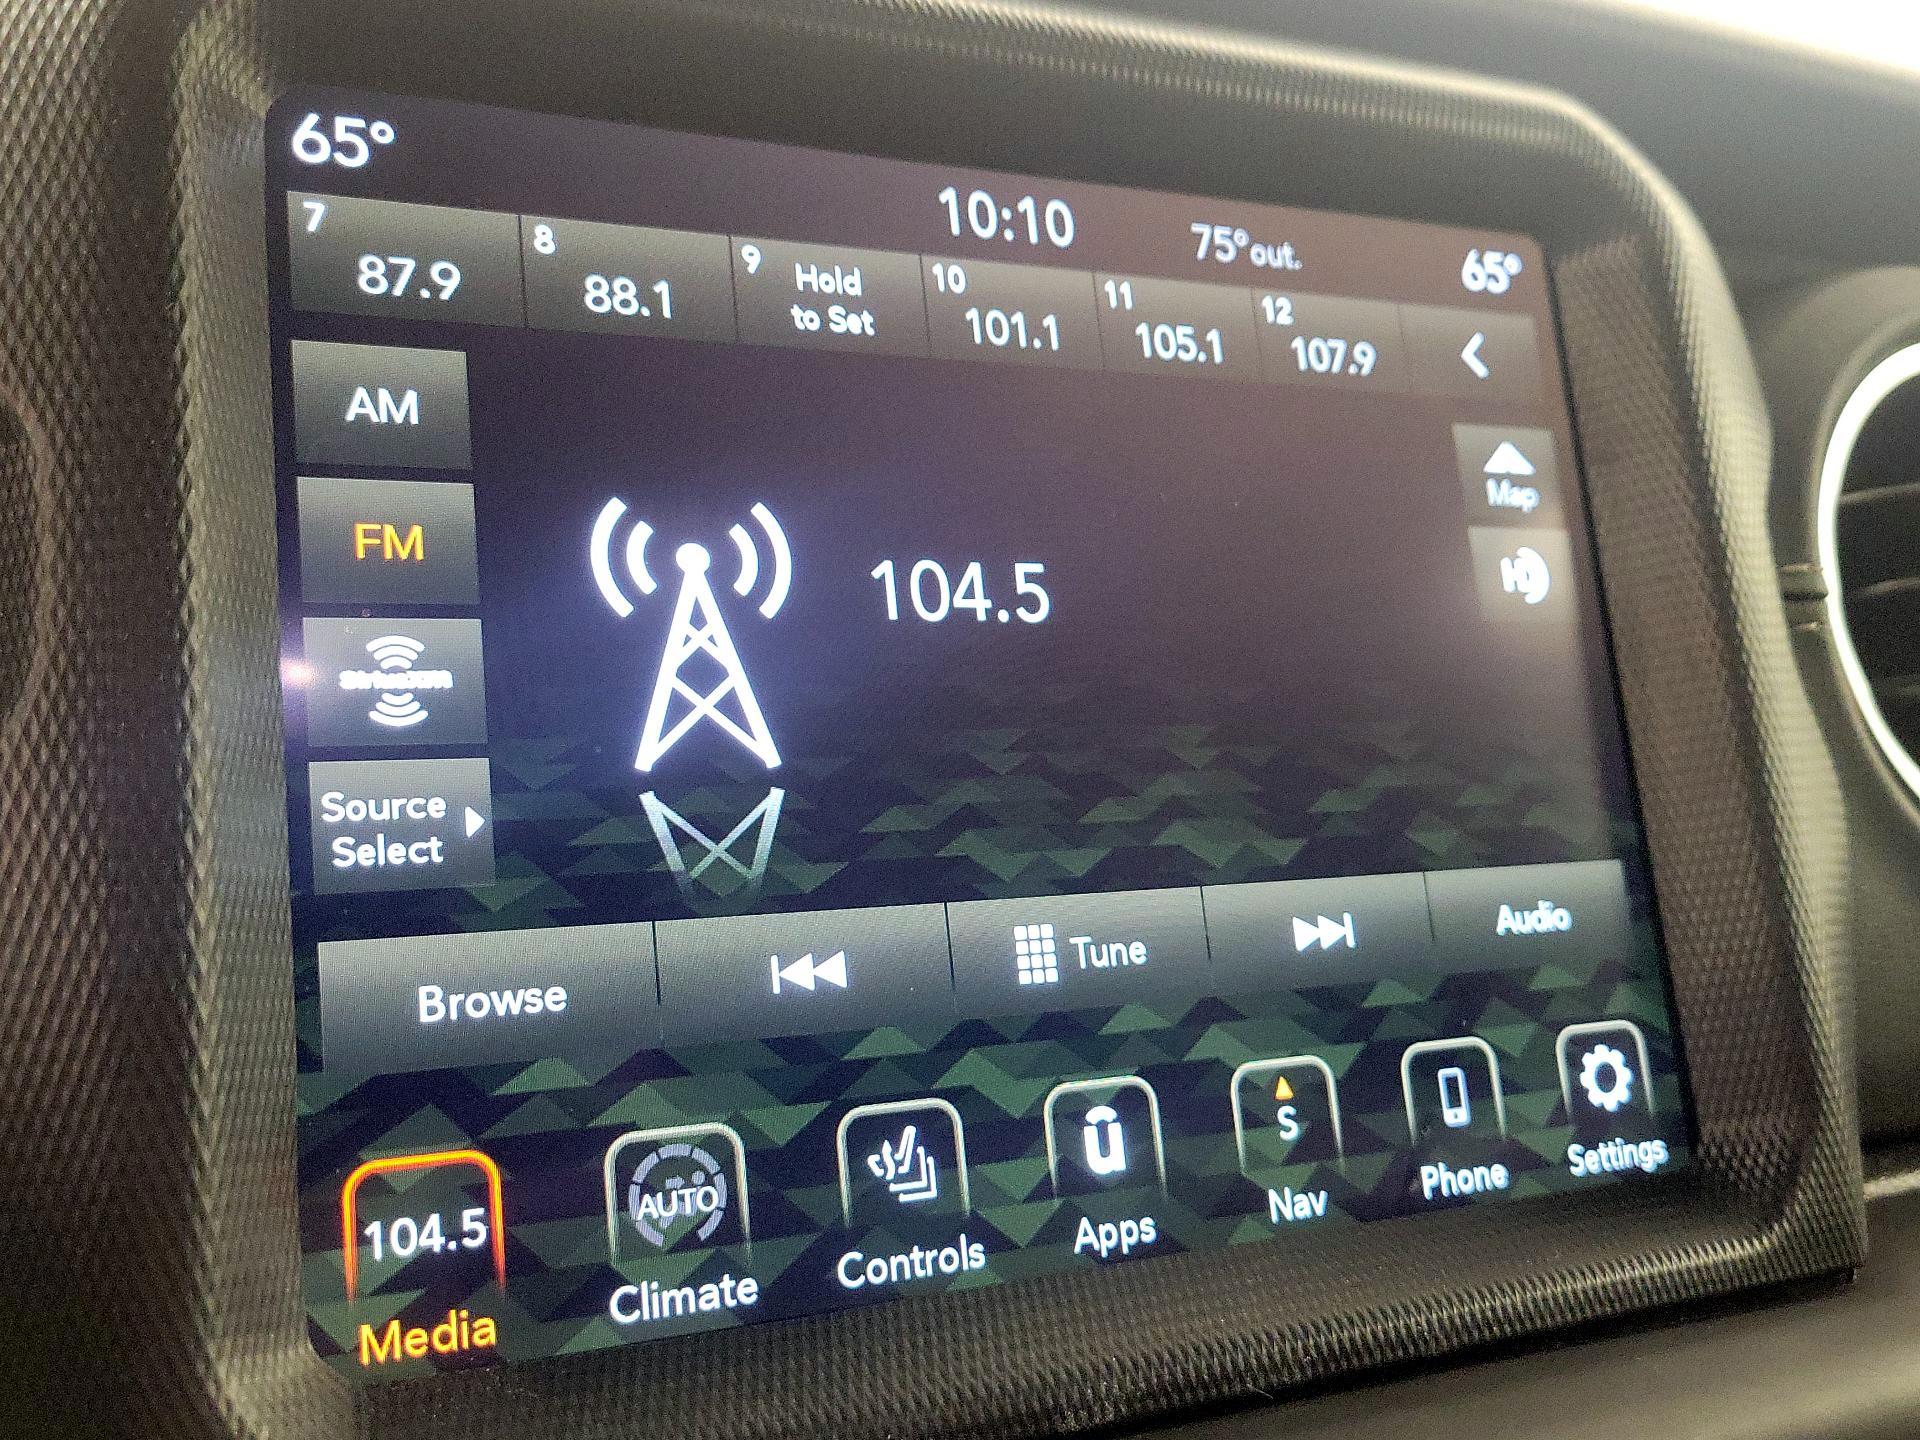 65°
10:10
75° out.
65°
7
87.9
8
88.1
9
Hold
to Set
10
101.1
11
105.1
12
107.9
AM
FM
siriusxm
Source
Select
104.5
Map
HD
Browse
Tune
Audio
104.5
Media
AUTO
Climate
Controls
Apps
S
Nav
Phone
Settings